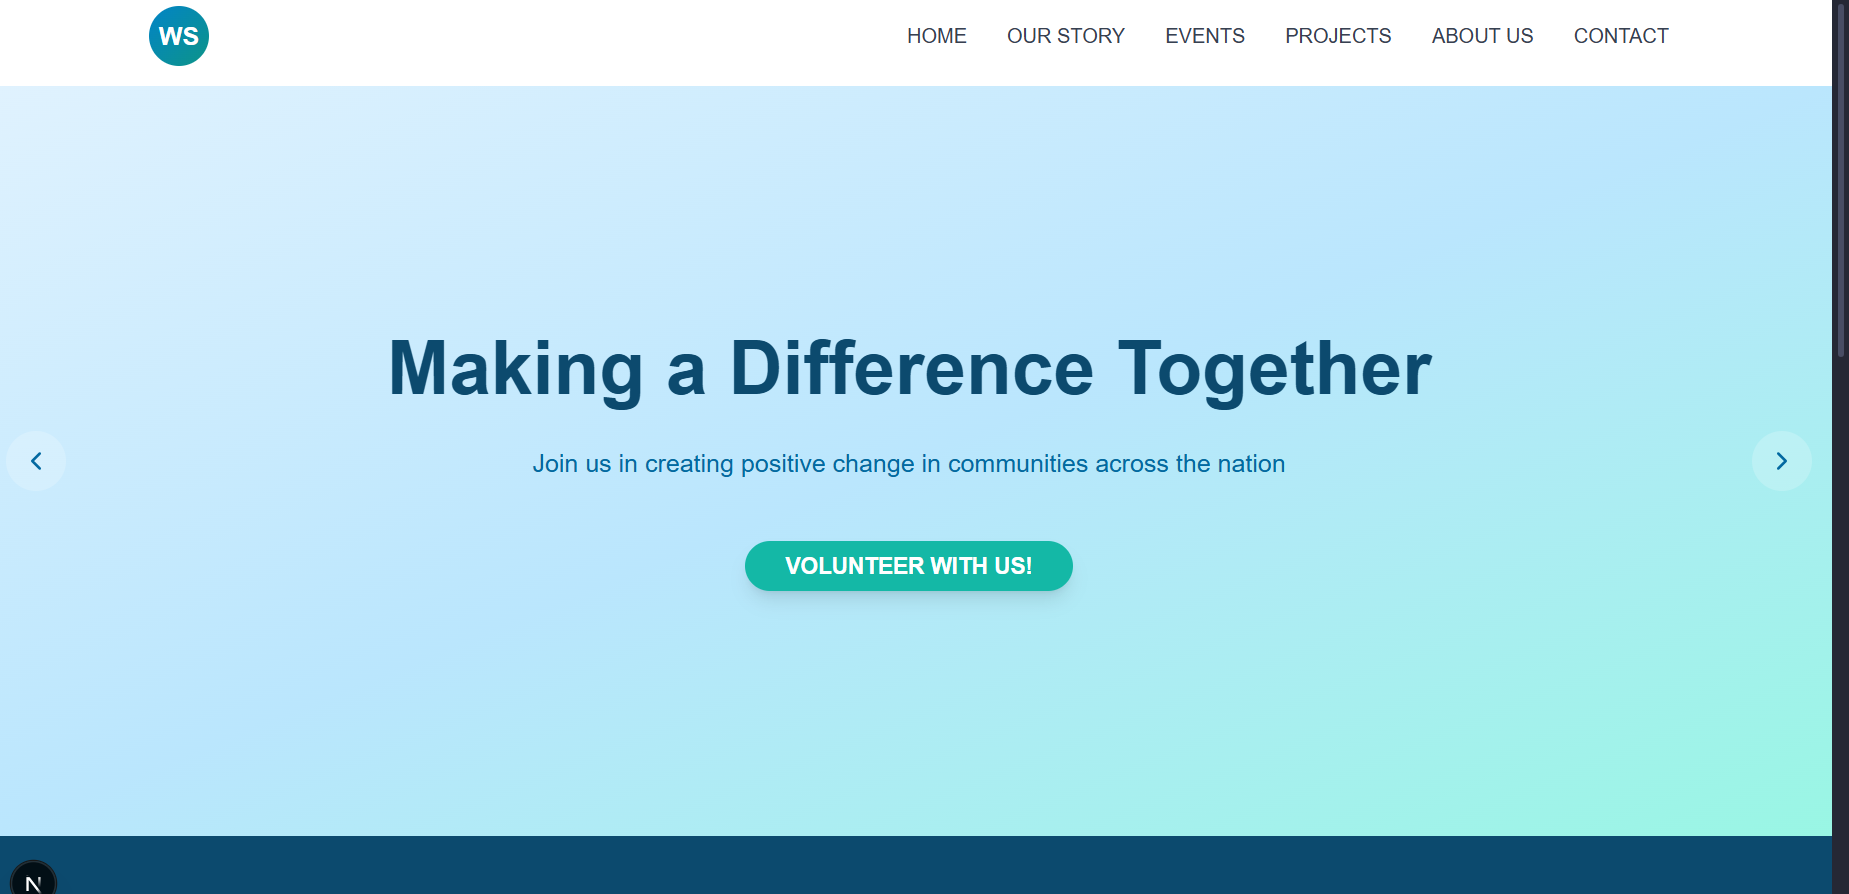 WS
HOME OUR STORY EVENTS PROJECTS ABOUT US CONTACT
Making a Difference Together
Join us in creating positive change in communities across the nation
VOLUNTEER WITH US!
N